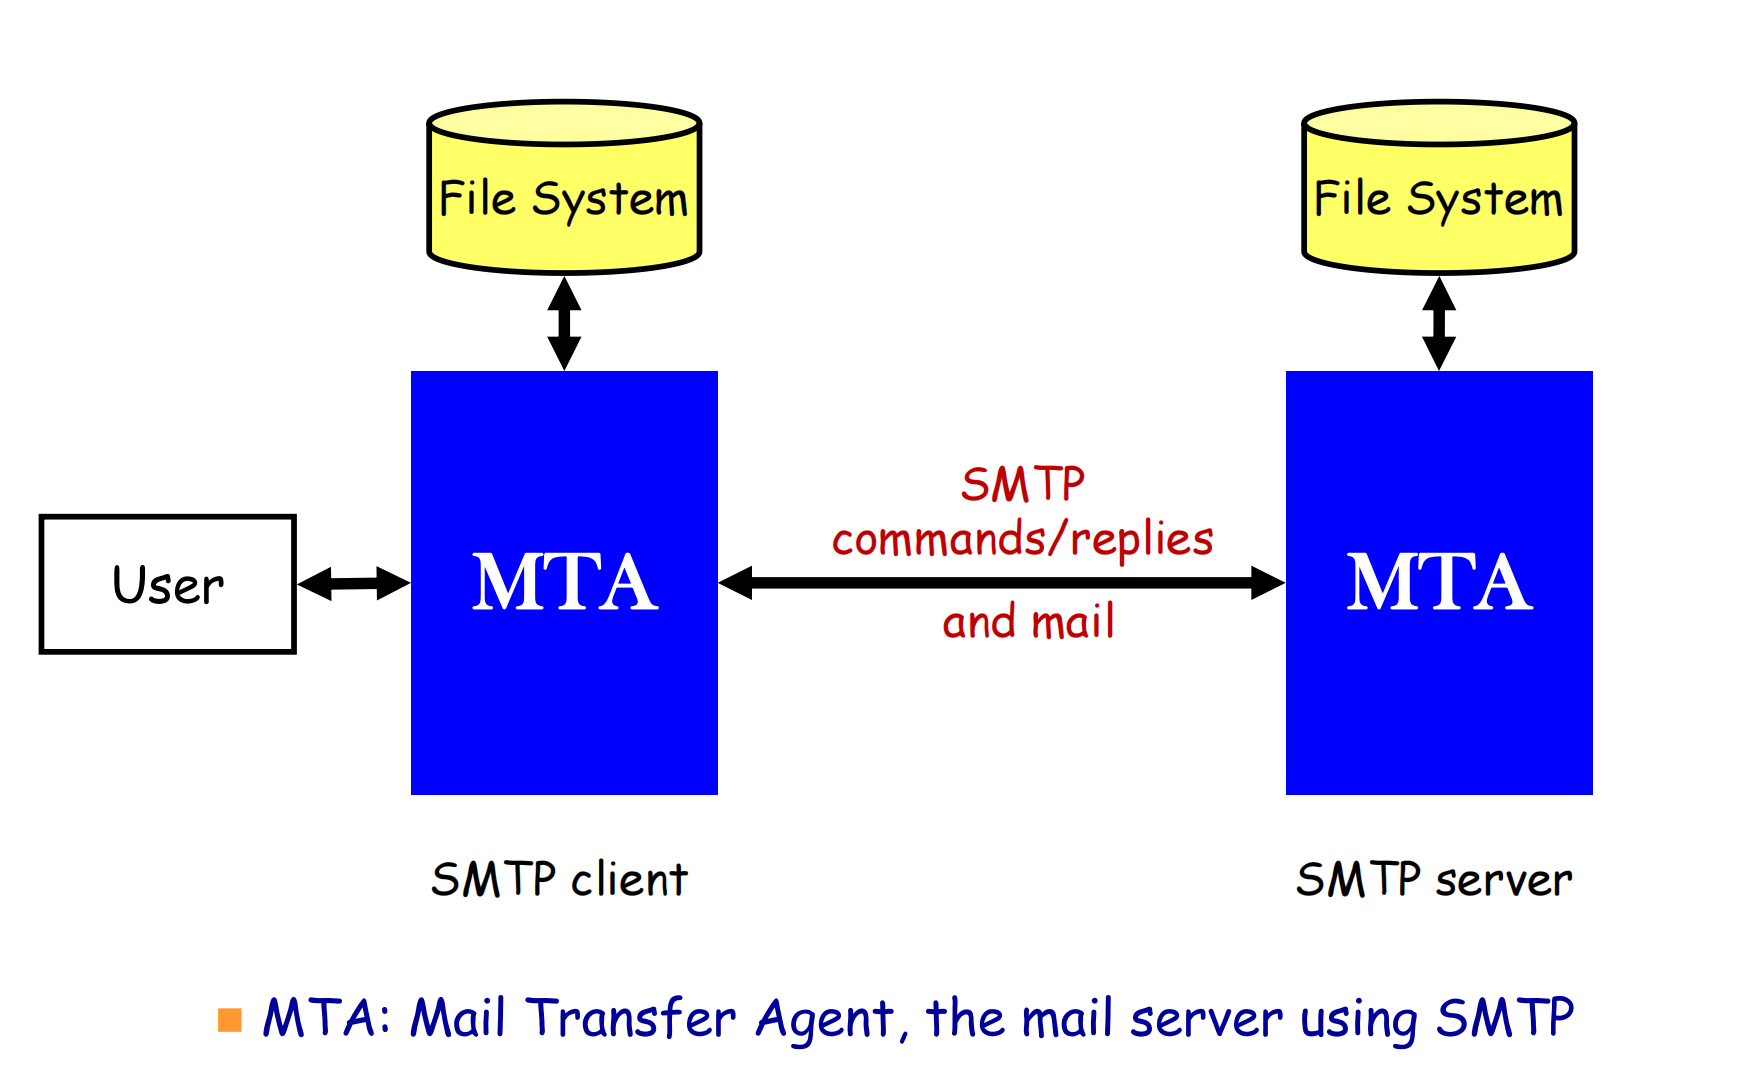 File System
File System
SMTP
commands/replies
User
MTA
MTA
and mail
SMTP client
SMTP server
MTA: Mail Transfer Agent, the mail server using SMTP